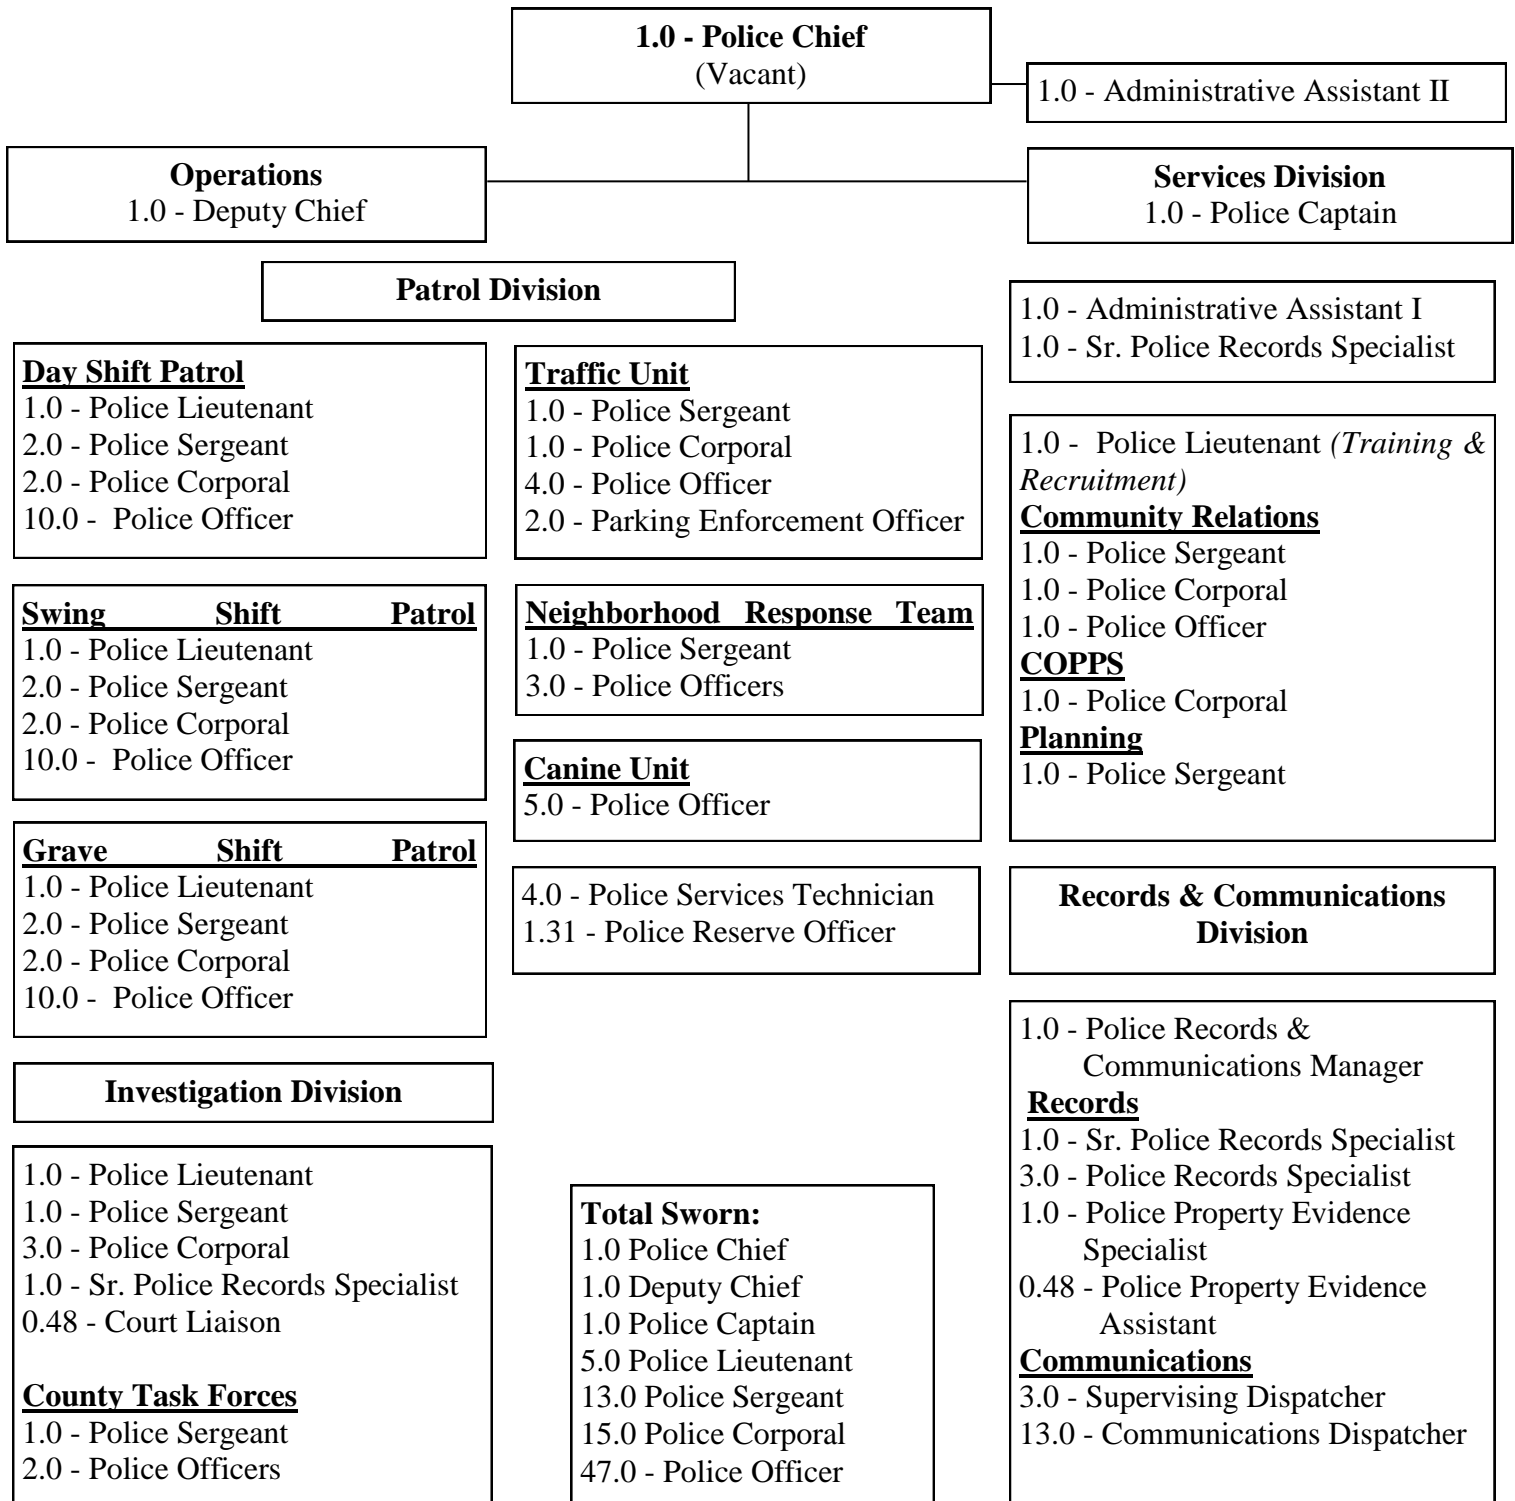 1.0 - Police Chief
(Vacant)
1.0 - Administrative Assistant II
Operations
1.0 - Deputy Chief
Services Division
1.0 - Police Captain
Patrol Division
Day Shift Patrol
1.0 - Police Lieutenant
2.0 - Police Sergeant
2.0 - Police Corporal
10.0 - Police Officer
Swing Shift Patrol
1.0 - Police Lieutenant
2.0 - Police Sergeant
2.0 - Police Corporal
10.0 - Police Officer
Grave Shift Patrol
1.0 - Police Lieutenant
2.0 - Police Sergeant
2.0 - Police Corporal
10.0 - Police Officer
Traffic Unit
1.0 - Police Sergeant
1.0 - Police Corporal
4.0 - Police Officer
2.0 - Parking Enforcement Officer
Neighborhood Response Team
1.0 - Police Sergeant
3.0 - Police Officers
Canine Unit
5.0 - Police Officer
4.0 - Police Services Technician
1.31 - Police Reserve Officer
Investigation Division
1.0 - Police Lieutenant
1.0 - Police Sergeant
3.0 - Police Corporal
1.0 - Sr. Police Records Specialist
0.48 - Court Liaison
County Task Forces
1.0 - Police Sergeant
2.0 - Police Officers
Total Sworn:
1.0 Police Chief
1.0 Deputy Chief
1.0 Police Captain
5.0 Police Lieutenant
13.0 Police Sergeant
15.0 Police Corporal
47.0 - Police Officer
1.0 - Administrative Assistant I
1.0 - Sr. Police Records Specialist
1.0 - Police Lieutenant (Training &
Recruitment)
Community Relations
1.0 - Police Sergeant
1.0 - Police Corporal
1.0 - Police Officer
COPPS
1.0 - Police Corporal
Planning
1.0 - Police Sergeant
Records & Communications
Division
1.0 - Police Records &
Communications Manager
Records
1.0 - Sr. Police Records Specialist
3.0 - Police Records Specialist
1.0 - Police Property Evidence
Specialist
0.48 - Police Property Evidence
Assistant
Communications
3.0 - Supervising Dispatcher
13.0 - Communications Dispatcher